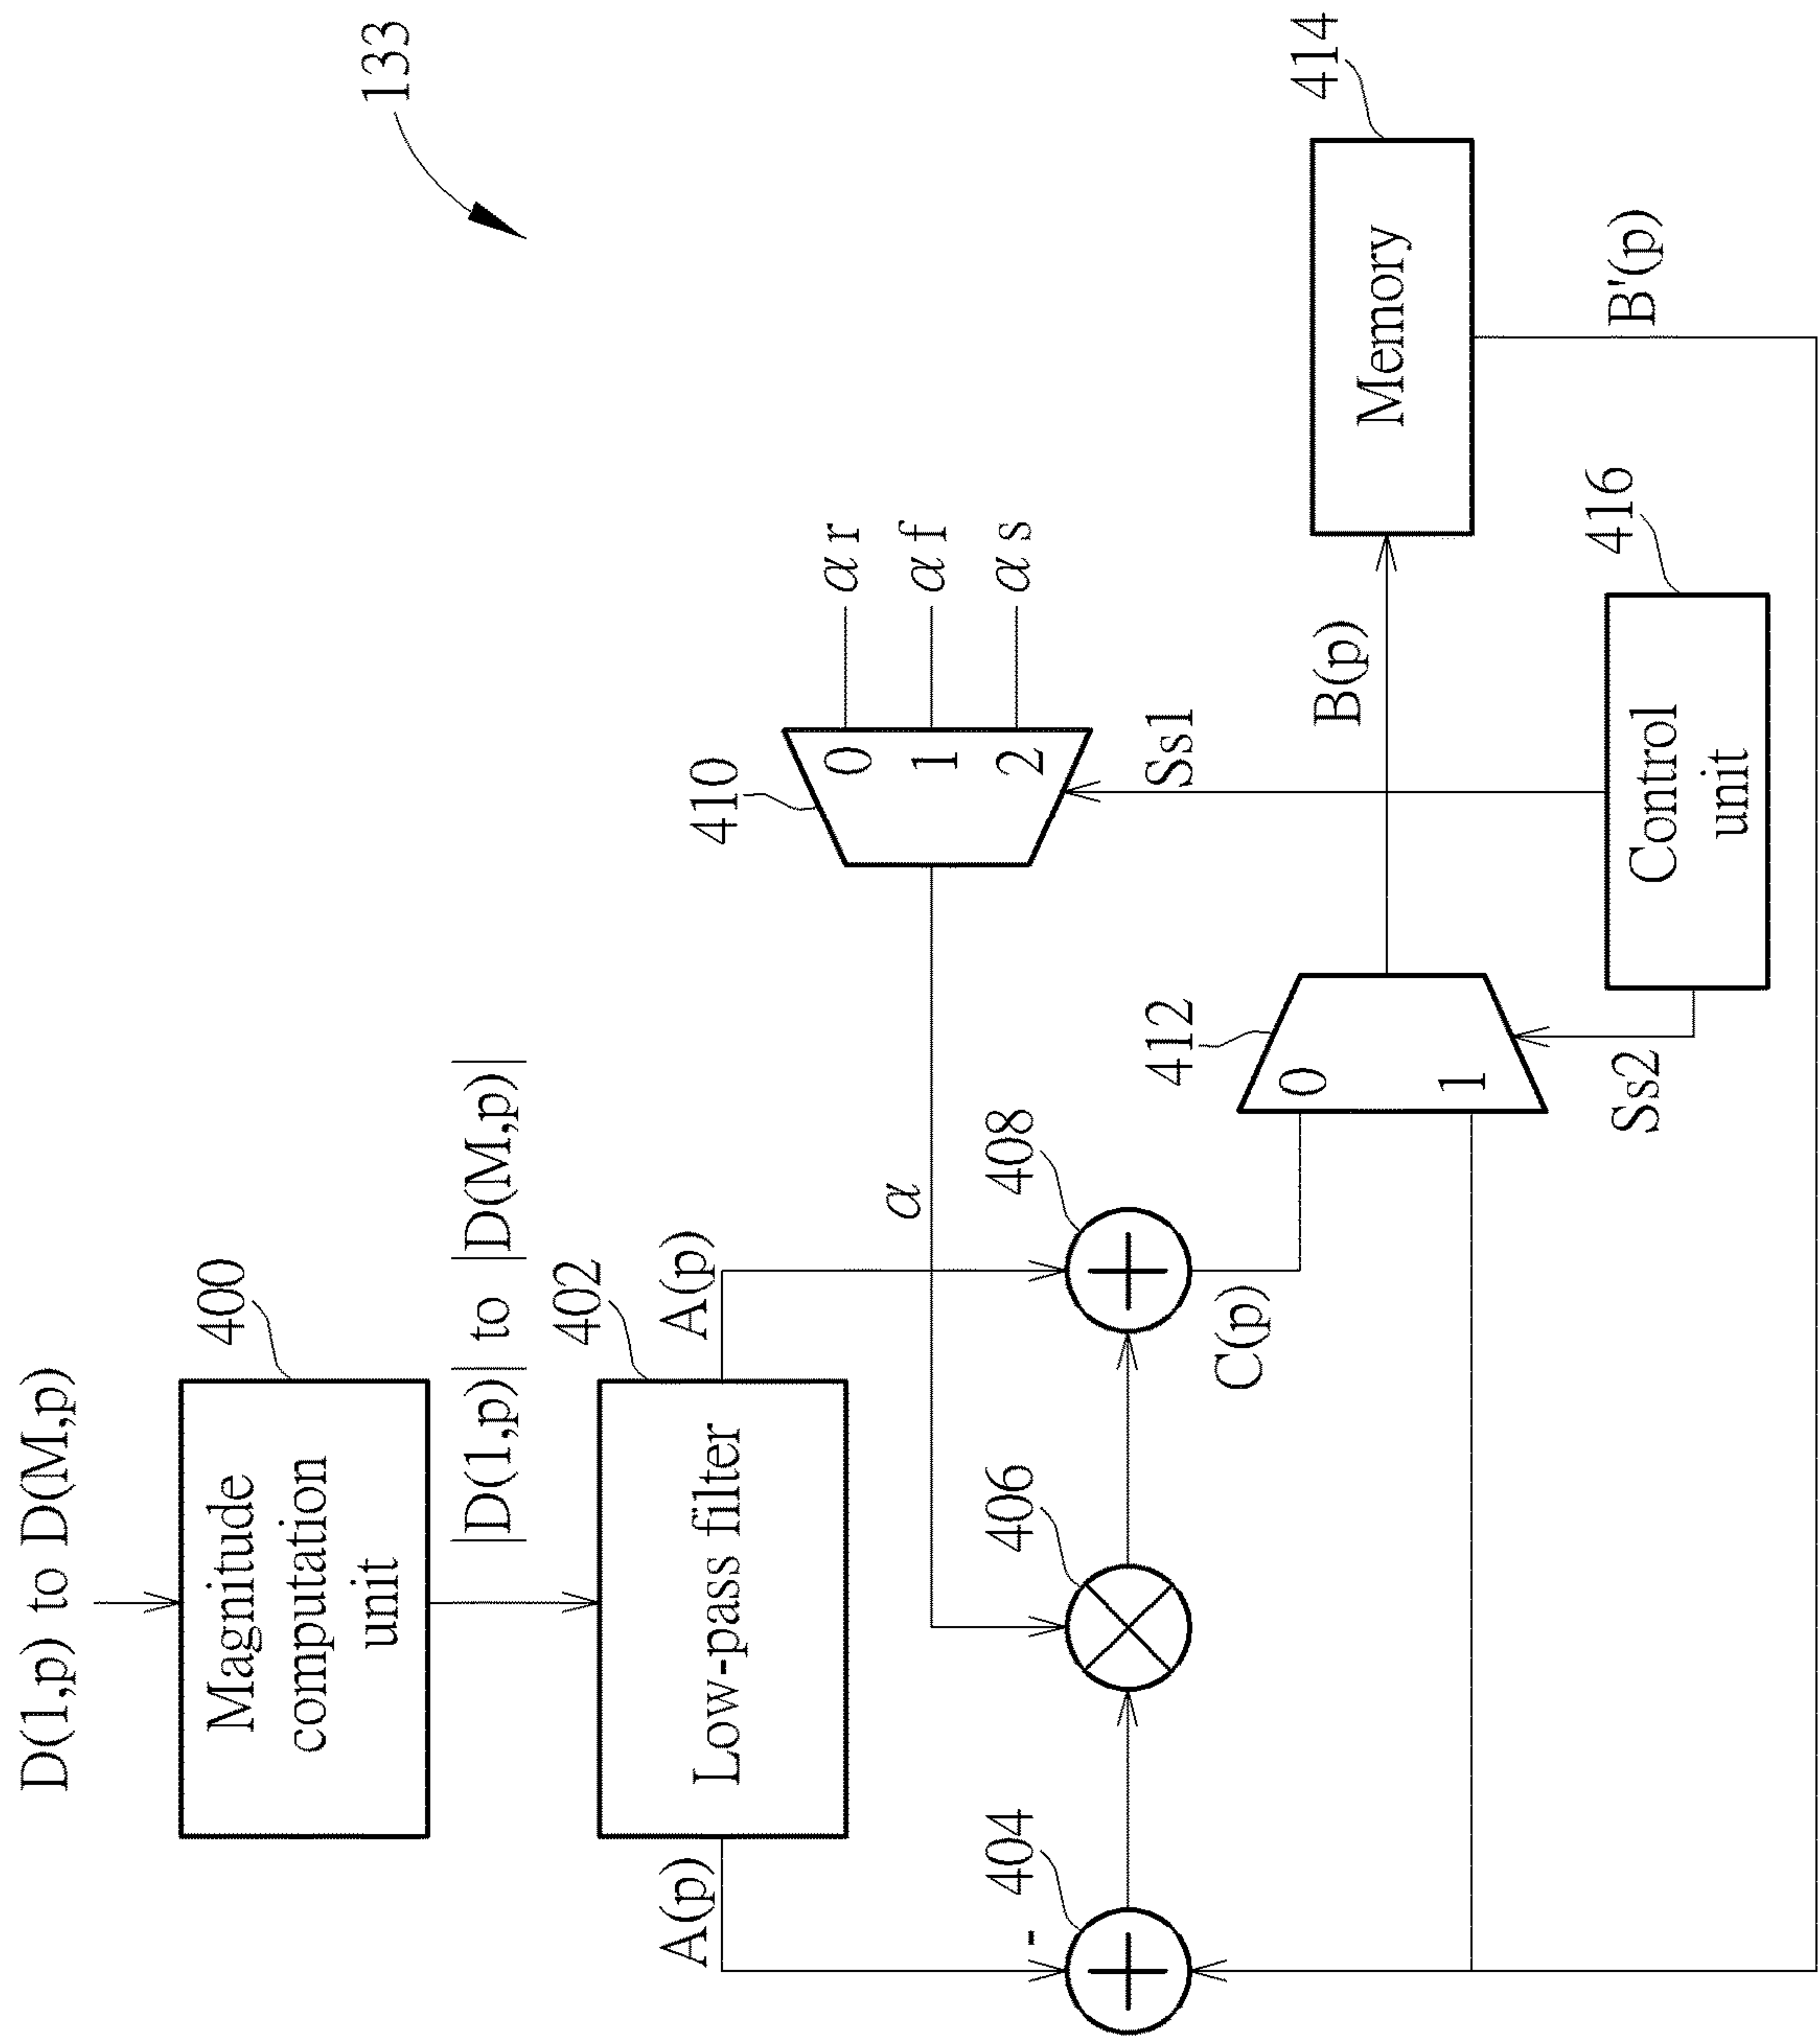 133
D(1,p) to D(M,p)
400
Magnitude
computation
unit
|D(1,p)| to |D(M,p)|
402
Low-pass filter
A(p)
A(p)
410
0
1
2
αr
αf
αs
α
Ss1
404
-
406
408
C(p)
412
0
1
B(p)
414
Memory
Ss2
416
Control
unit
B'(p)